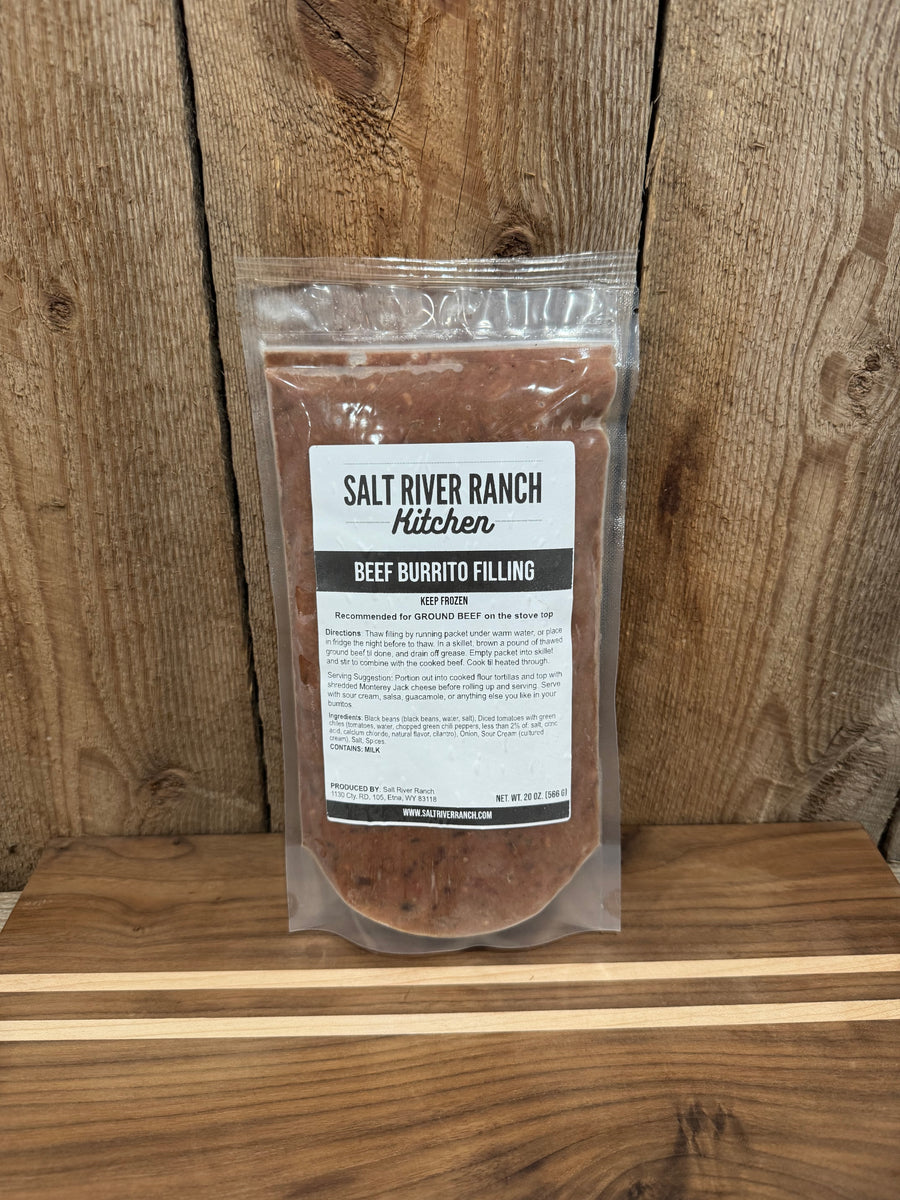 SALT RIVER RANCH
Kitchen
BEEF BURRITO FILLING
KEEP FROZEN
Recommended for GROUND BEEF on the stove top
Directions: Thaw filling by running packet under warm water, or place
in fridge the night before to thaw. In a skillet, brown a pound of thawed
ground beef til done, and drain off grease. Empty packet into skillet
and stir to combine with the cooked beef. Cook til heated through.
Serving Suggestion: Portion out into cooked flour tortillas and top with
shredded Monterey Jack cheese before rolling up and serving. Serve
with sour cream, salsa, guacamole, or anything else you like in your
burritos.
Ingredients: Black beans (black beans, water, salt), Diced tomatoes with green
chiles (tomatoes, water, chopped green chili peppers, less than 2% of: salt, citric
acid, calcium chloride, natural flavor, cilantro), Onion, Sour Cream (cultured
cream), Salt, Spices.
CONTAINS: MILK
PRODUCED BY: Salt River Ranch
1130 Cty. RD. 105, Etna, WY 83118
NET. WT. 20 OZ. (566 G)
WWW.SALTRIVERRANCH.COM